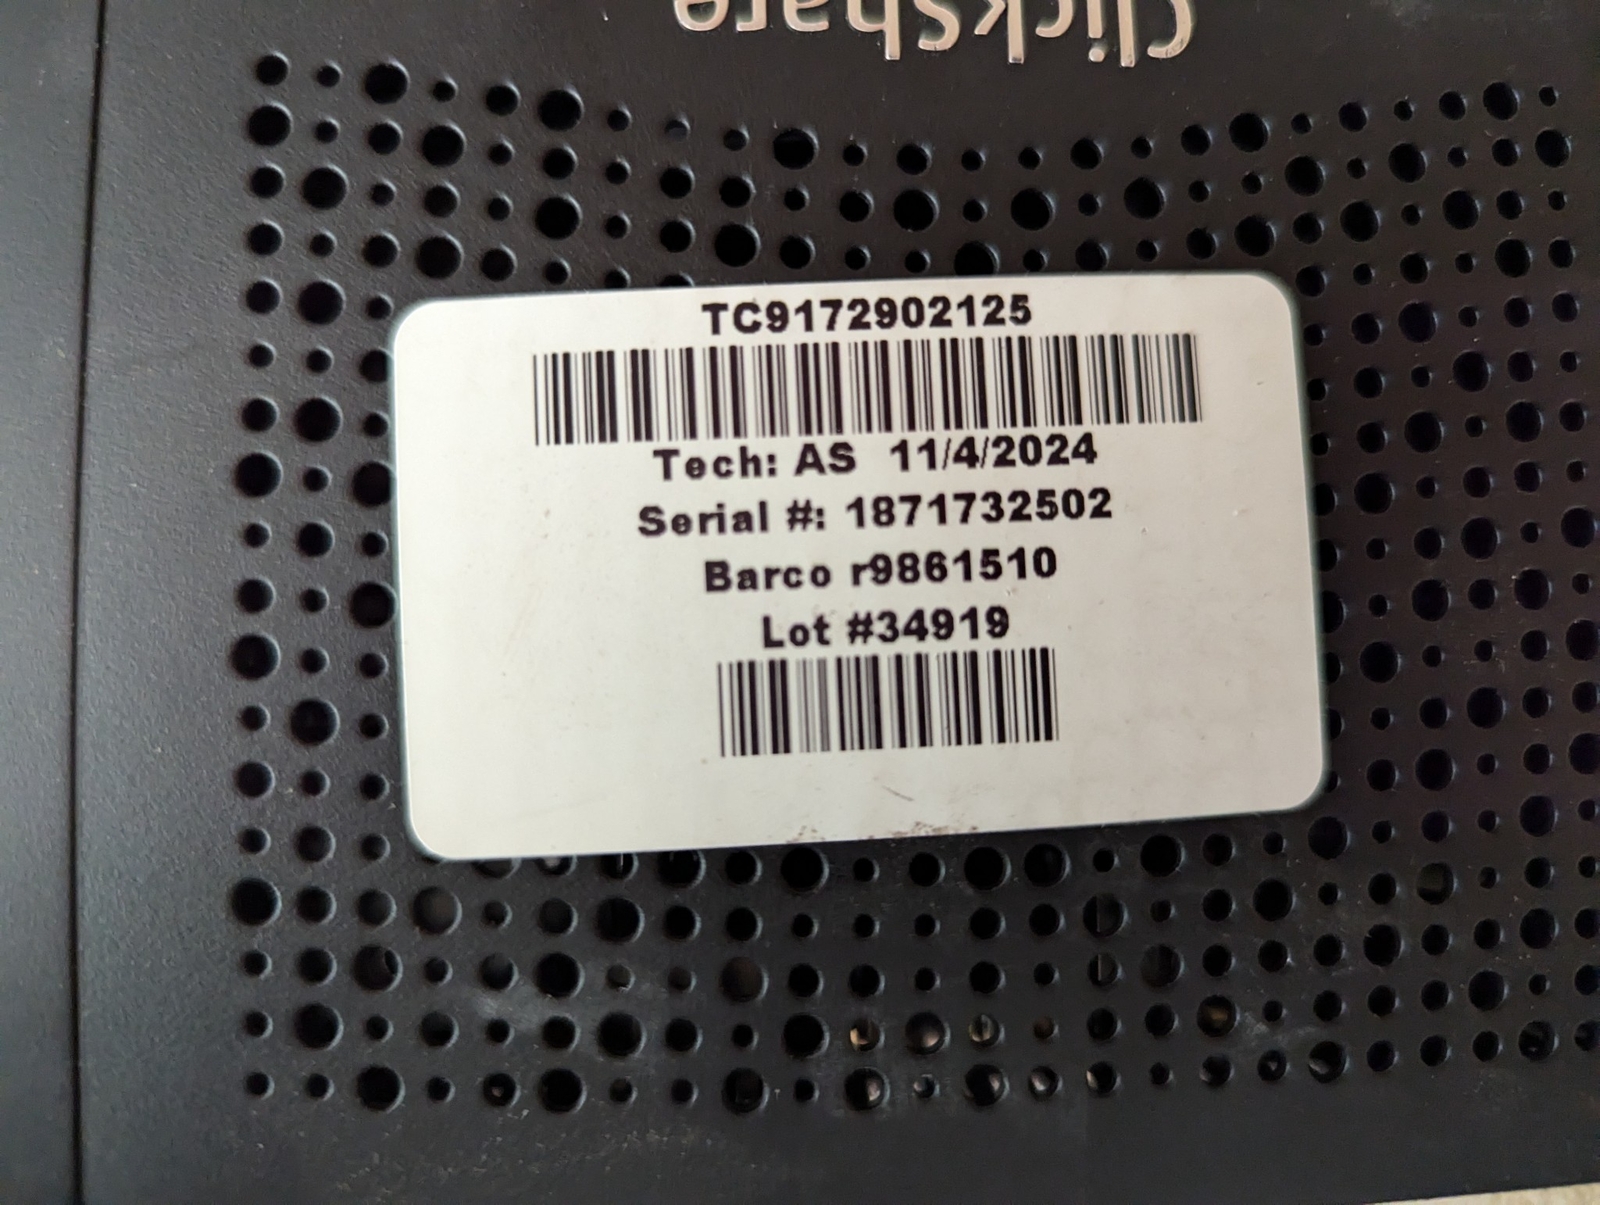 ClickShare
TC9172902125
Tech: AS 11/4/2024
Serial #: 1871732502
Barco r9861510
Lot #34919